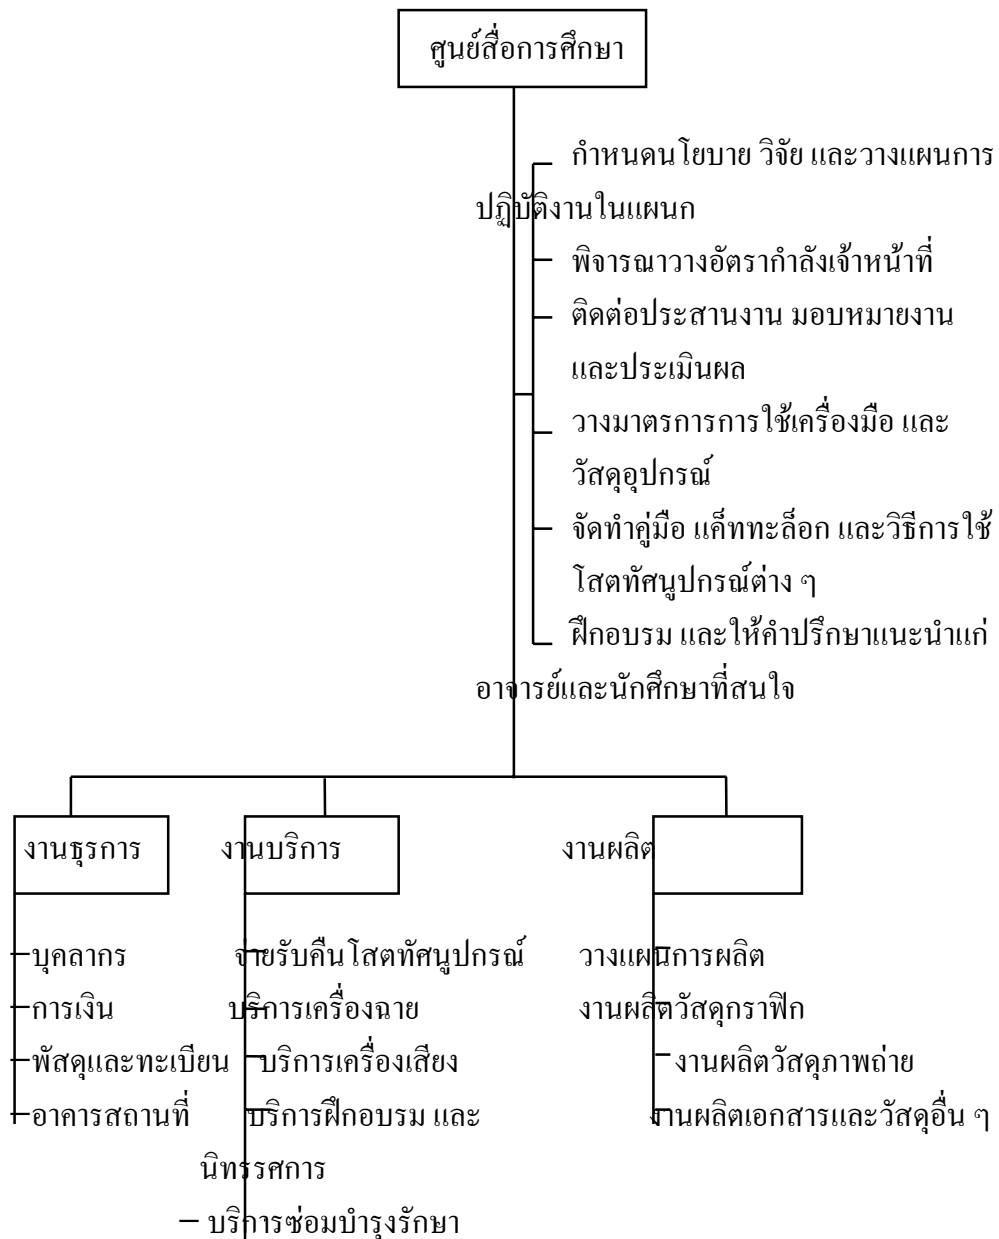 ศูนย์สื่อการศึกษา
กำหนดนโยบาย วิจัย และวางแผนการ
ปฏิบัติงานในแผนก
พิจารณาวางอัตรากำลังเจ้าหน้าที่
ติดต่อประสานงาน มอบหมายงาน
และประเมินผล
วางมาตรการการใช้เครื่องมือ และ
วัสดุอุปกรณ์
จัดทำคู่มือ แค็ททะล็อก และวิธีการใช้
โสตทัศนูปกรณ์ต่าง ๆ
ฝึกอบรม และให้คำปรึกษาแนะนำแก่
อาจารย์และนักศึกษาที่สนใจ
งานธุรการ
บุคลากร
การเงิน
พัสดุและทะเบียน
อาคารสถานที่
งานบริการ
จ่ายรับคืนโสตทัศนูปกรณ์
บริการเครื่องฉาย
บริการเครื่องเสียง
บริการฝึกอบรม และ
นิทรรศการ
บริการซ่อมบำรุงรักษา
งานผลิต
วางแผนการผลิต
งานผลิตวัสดุกราฟิก
งานผลิตวัสดุภาพถ่าย
งานผลิตเอกสารและวัสดุอื่น ๆ